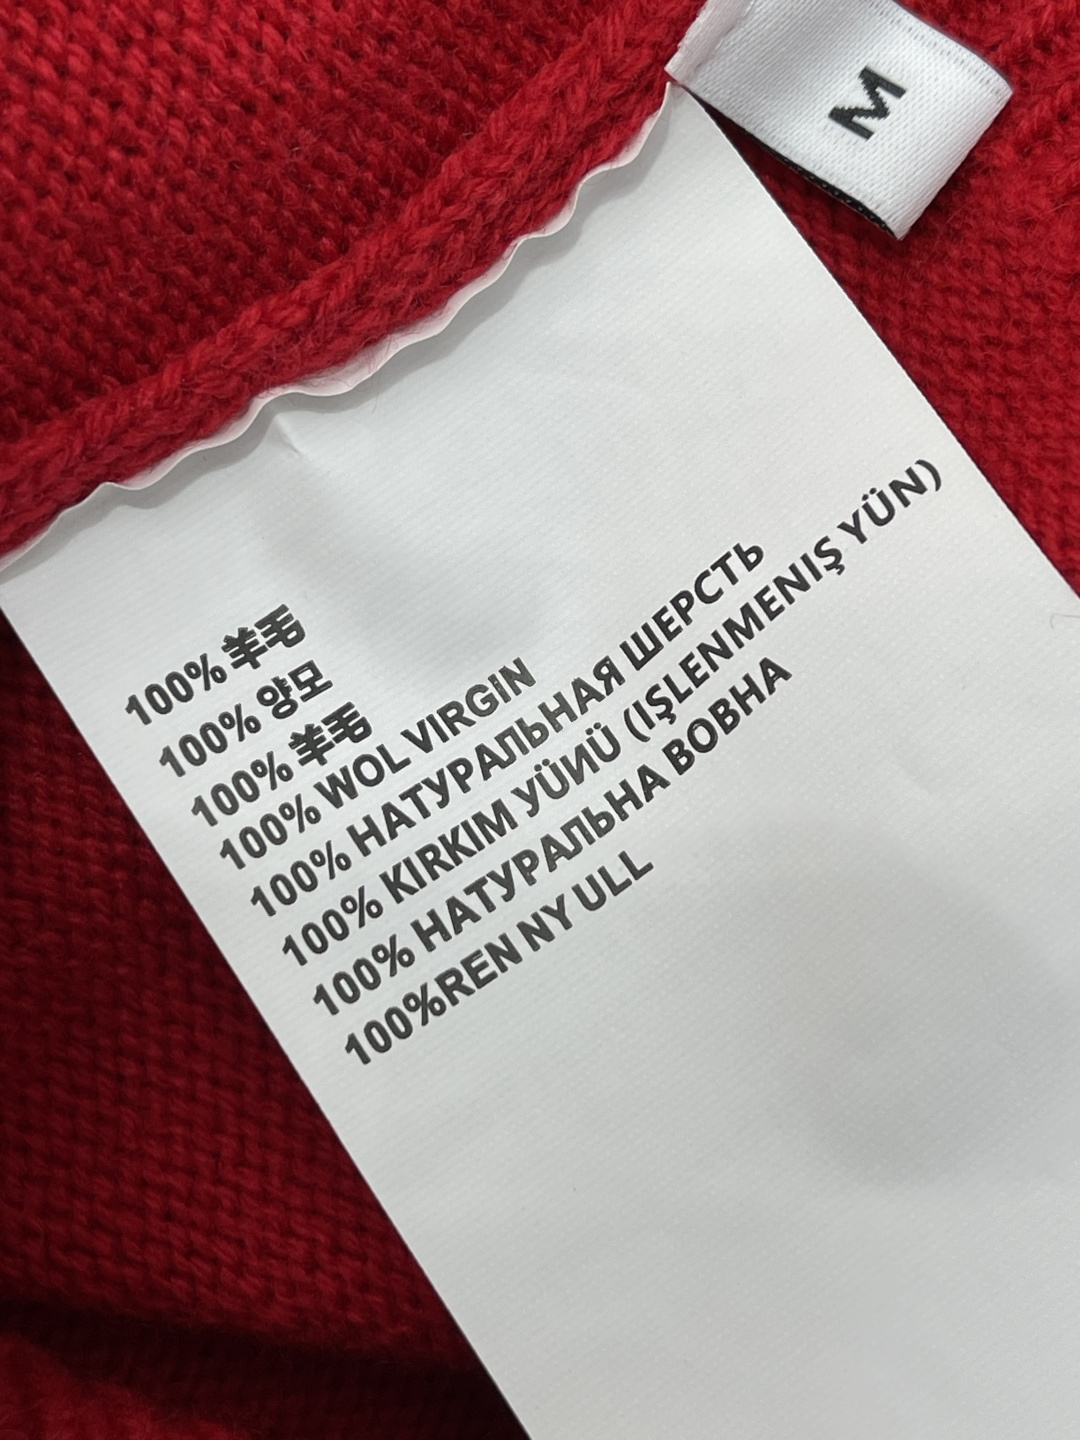 M
100% 羊毛
100% 양모
100% 羊毛
100% WOL VIRGIN
100% НАТУРАЛЬНАЯ ШЕРСТЬ
100% KIRKIM YÜИÜ (IŞLENMENIŞ YÜN)
100% НАТУРАЛЬНА ВОВНА
100%REN NY ULL